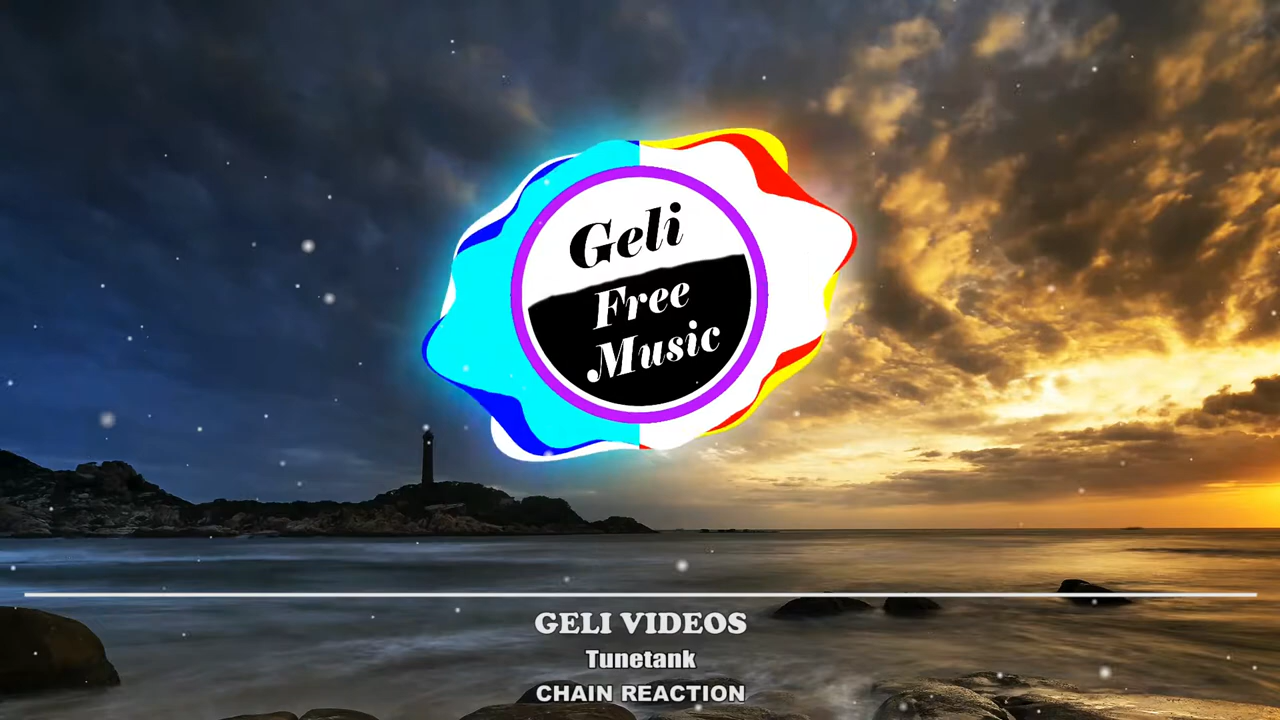 Geli
Free
Music
GELI VIDEOS
Tunetank
CHAIN REACTION